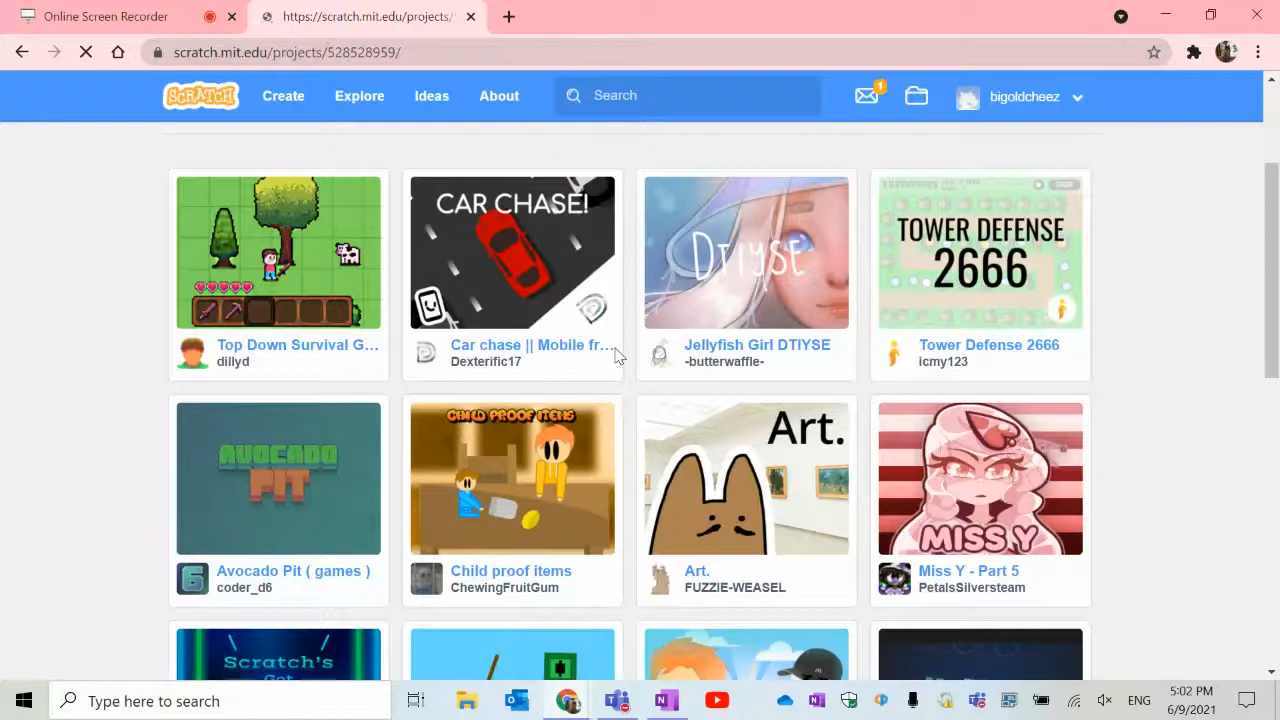 Online Screen Recorder
https://scratch.mit.edu/projects/
scratch.mit.edu/projects/528528959/
SCRATCH Create Explore Ideas About Search 1 bigoldcheez
CAR CHASE!
DTIYSE
TOWER DEFENSE
2666
Top Down Survival G...
dillyd
Car chase || Mobile fr...
Dexterific17
Jellyfish Girl DTIYSE
-butterwaffle-
Tower Defense 2666
icmy123
AVOCADO
PIT
CHILD PROOF ITEMS
Art.
MISS Y
Avocado Pit ( games )
coder_d6
Child proof items
ChewingFruitGum
Art.
FUZZIE-WEASEL
Miss Y - Part 5
PetalsSilversteam
Scratch's
Got
Type here to search
ENG
5:02 PM
6/9/2021